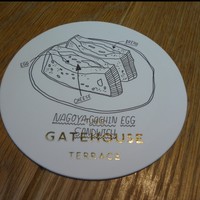 BREAD
EGG
CHEESE
NAGOYA COCHIN EGG
SANDWICH
GATEHOUSE
TERRACE